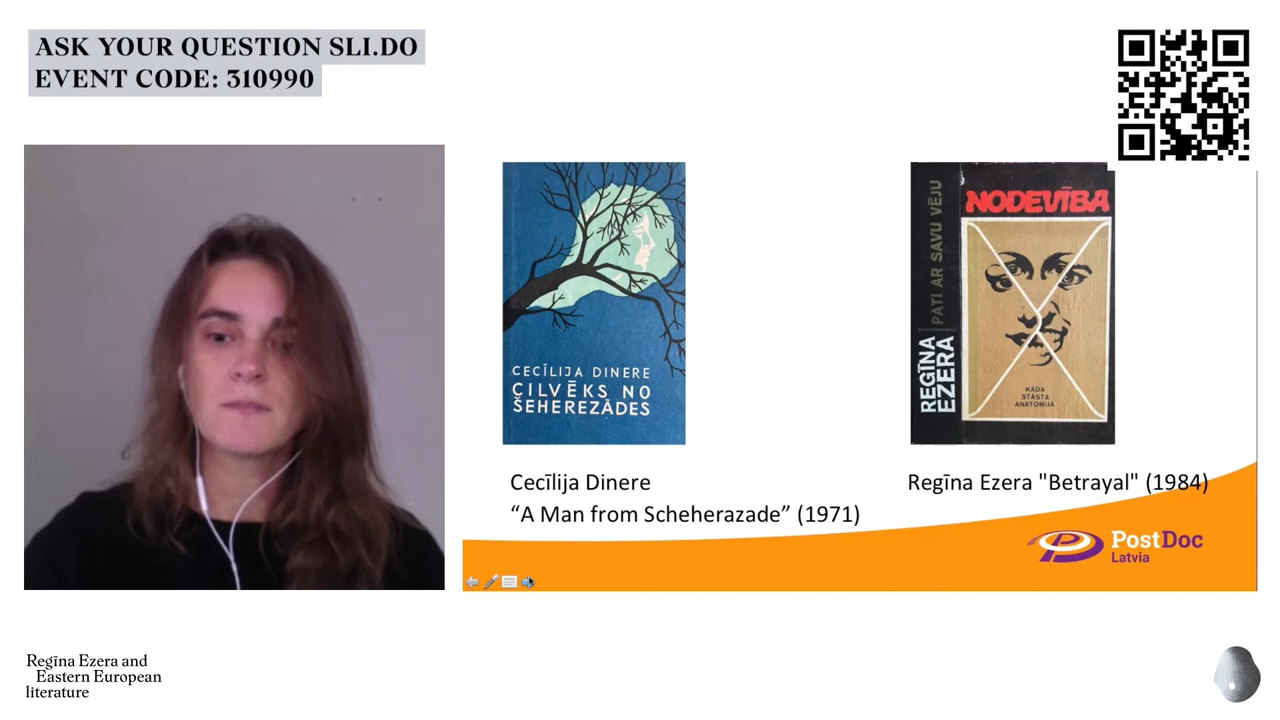 ASK YOUR QUESTION SLI.DO
EVENT CODE: 310990
CECĪLIJA DINERE
CILVĒKS NO
ŠEHEREZĀDES
REGĪNA
EZERA
PATI AR SAVU VĒJU
NODEVĪBA
KĀDA
STĀSTA
ANATOMIJA
Cecīlija Dinere
“A Man from Scheherazade” (1971)
Regīna Ezera "Betrayal" (1984)
PostDoc
Latvia
Regīna Ezera and
Eastern European
literature